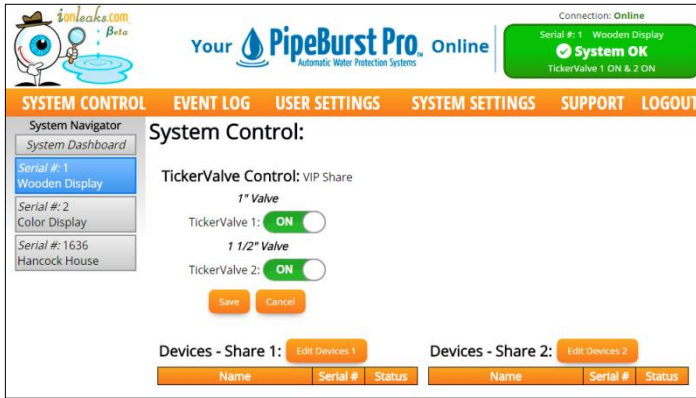 ionleaks.com
Beta
Your PipeBurst Pro™ Online
Automatic Water Protection Systems
Connection: Online
Serial #: 1 Wooden Display
System OK
TickerValve 1 ON & 2 ON
SYSTEM CONTROL EVENT LOG USER SETTINGS SYSTEM SETTINGS SUPPORT LOGOUT
System Navigator
System Dashboard
Serial #: 1
Wooden Display
Serial #: 2
Color Display
Serial #: 1636
Hancock House
System Control:
TickerValve Control: VIP Share
1" Valve
TickerValve 1: ON
1 1/2" Valve
TickerValve 2: ON
Save Cancel
Devices - Share 1: Edit Devices 1
Name Serial # Status
Devices - Share 2: Edit Devices 2
Name Serial # Status